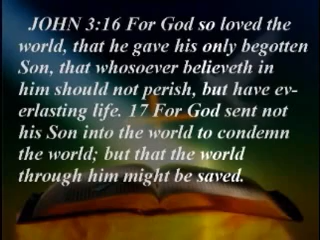 JOHN 3:16 For God so loved the
world, that he gave his only begotten
Son, that whosoever believeth in
him should not perish, but have ev-
erlasting life. 17 For God sent not
his Son into the world to condemn
the world; but that the world
through him might be saved.